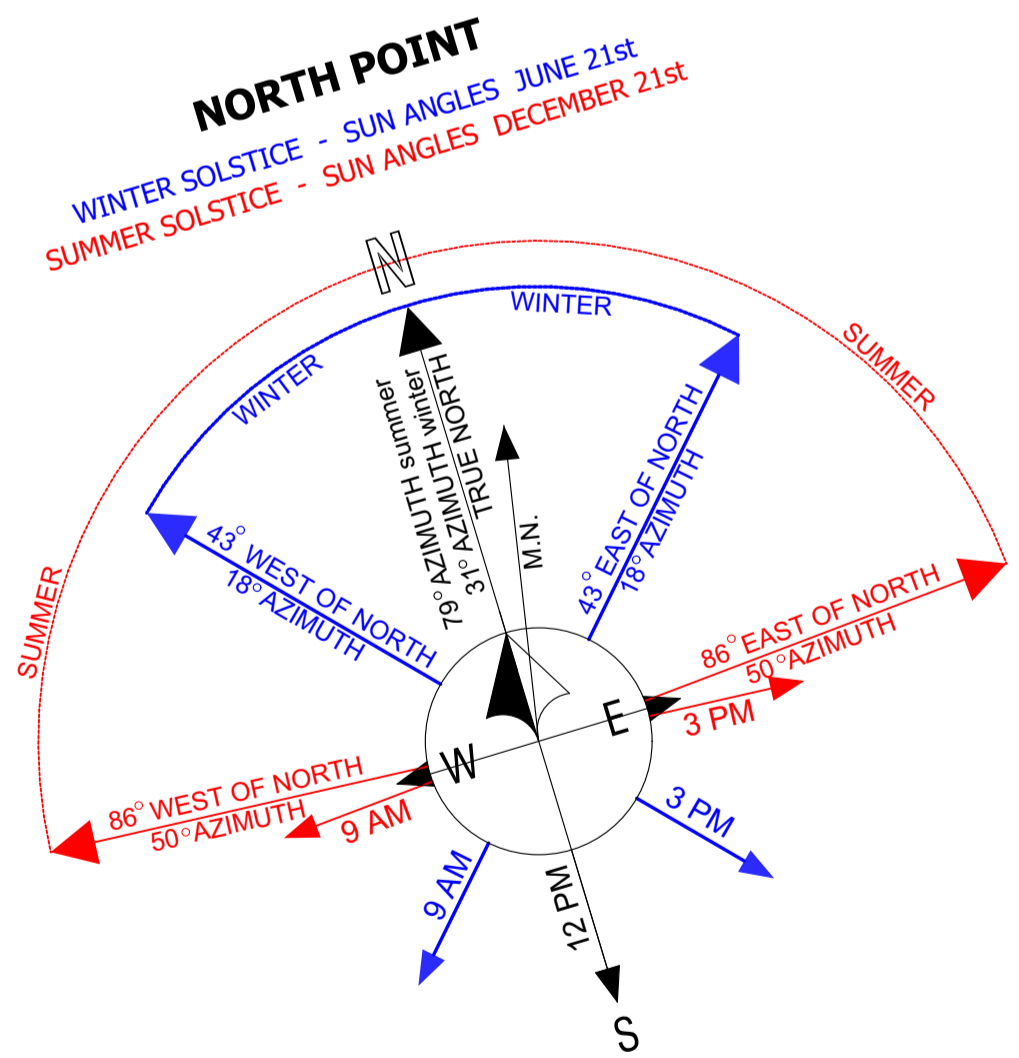 NORTH POINT
WINTER SOLSTICE - SUN ANGLES JUNE 21st
SUMMER SOLSTICE - SUN ANGLES DECEMBER 21st
N
WINTER
WINTER
SUMMER
SUMMER
79° AZIMUTH summer
31° AZIMUTH winter
TRUE NORTH
M.N.
43° WEST OF NORTH
18° AZIMUTH
43° EAST OF NORTH
18° AZIMUTH
86° EAST OF NORTH
50° AZIMUTH
3 PM
E
W
86° WEST OF NORTH
50° AZIMUTH
9 AM
9 AM
3 PM
12 PM
S